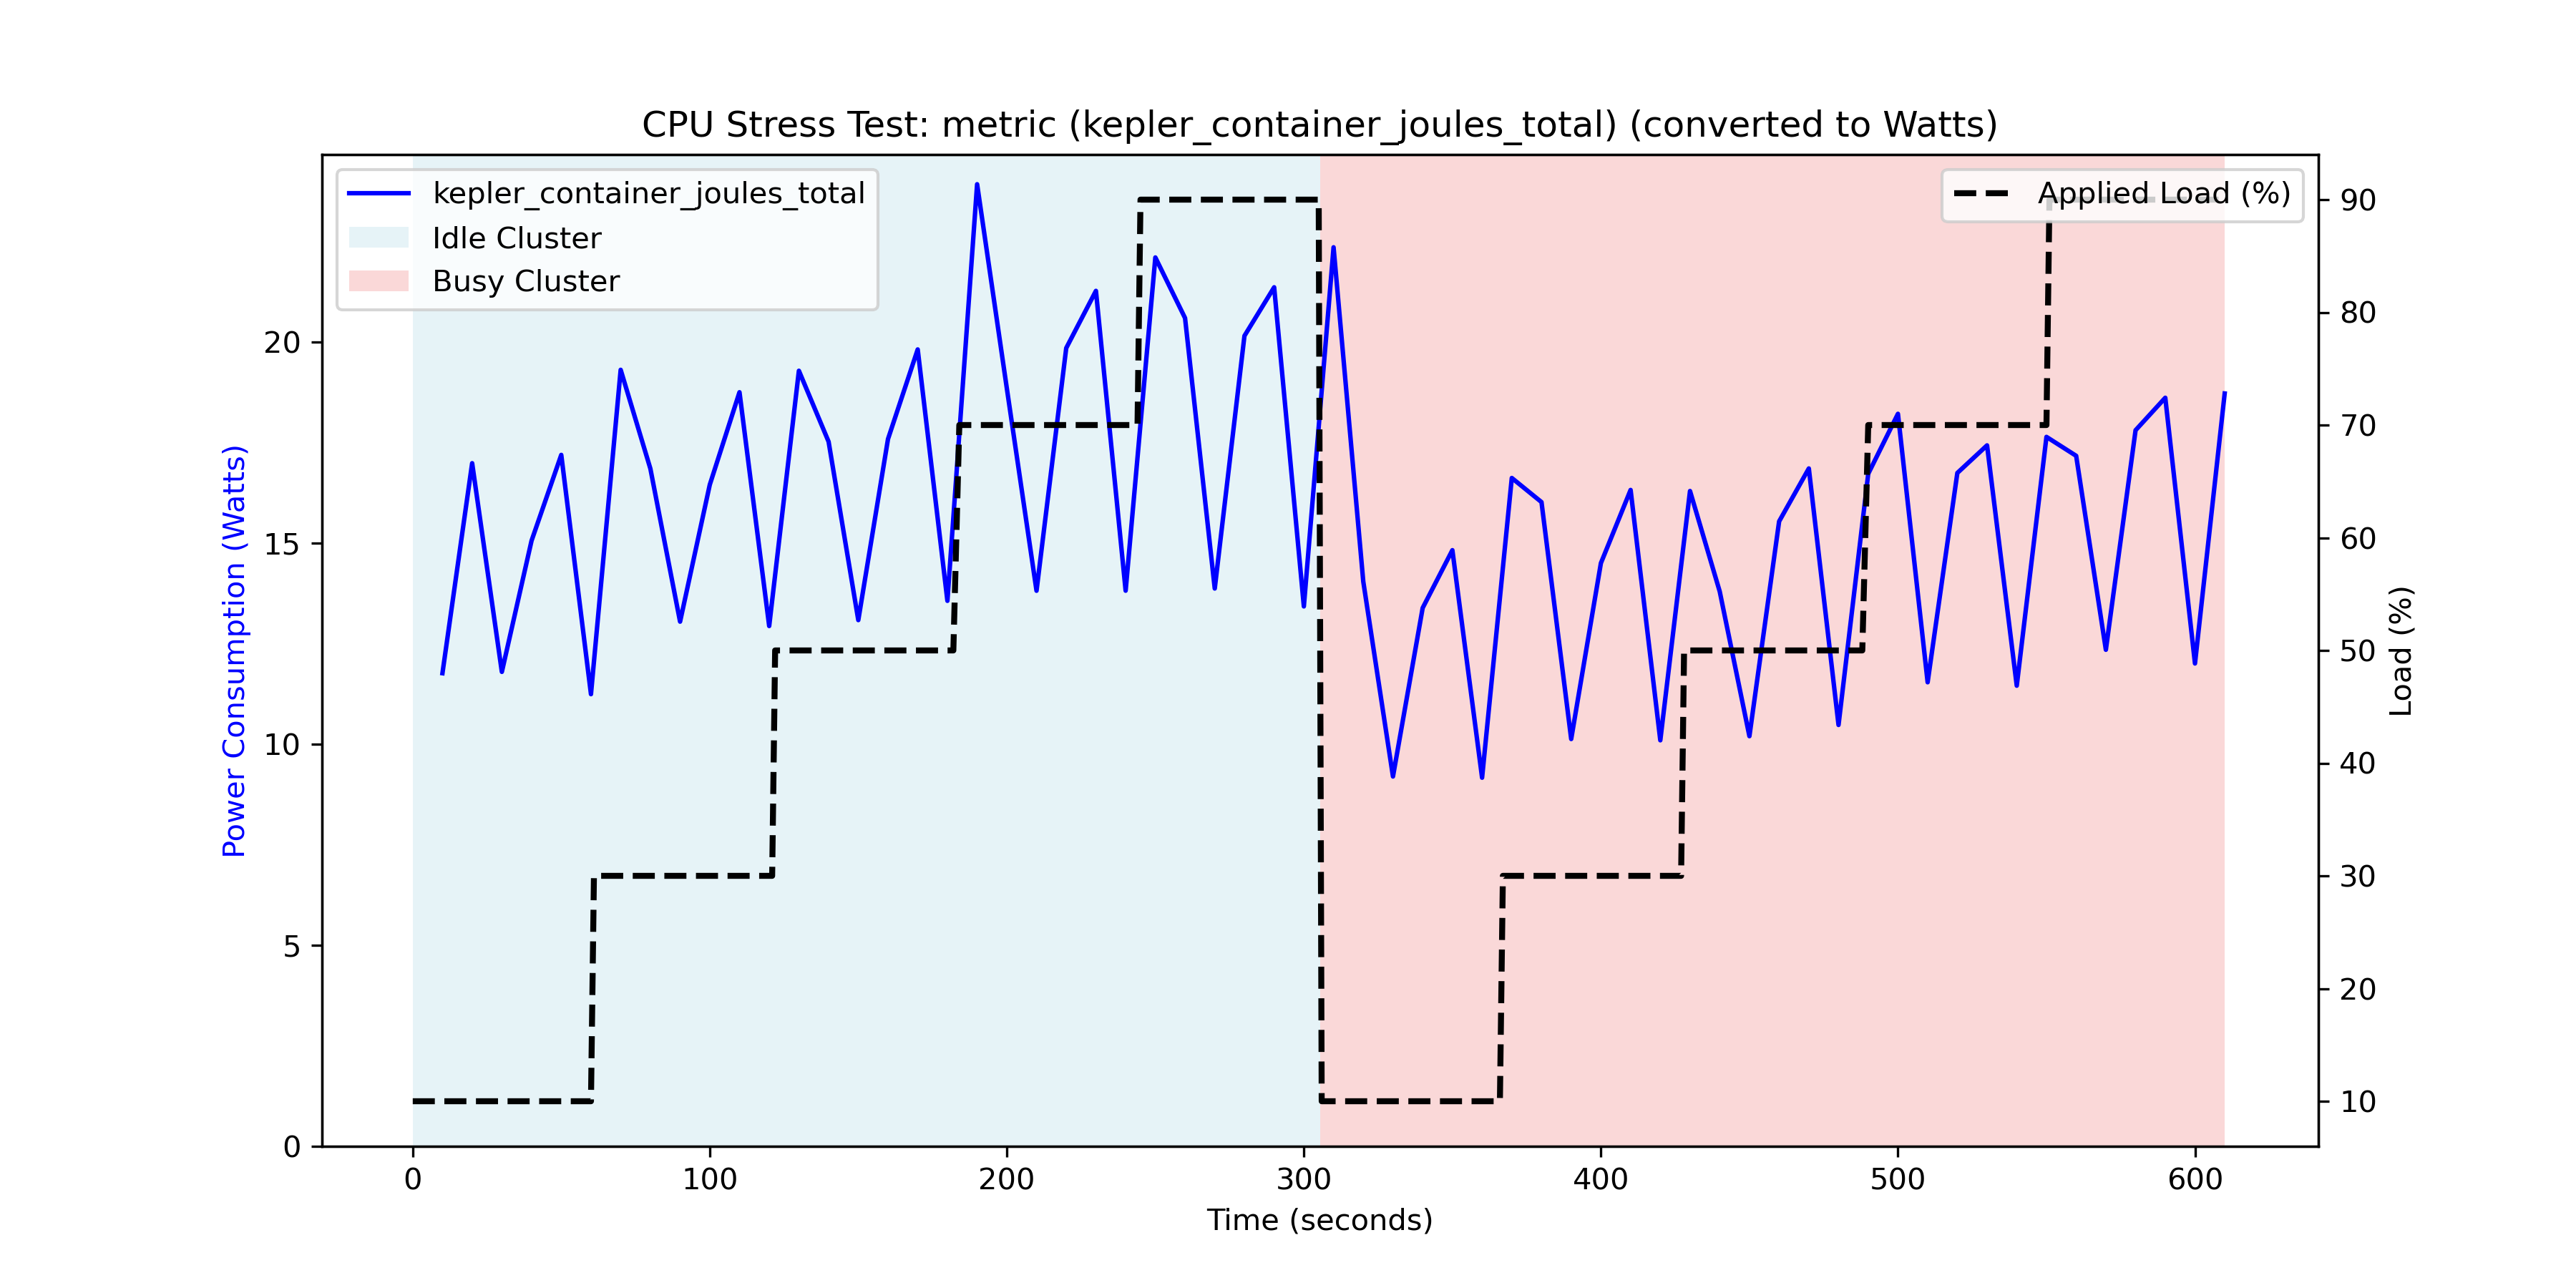 CPU Stress Test: metric (kepler_container_joules_total) (converted to Watts)
kepler_container_joules_total
Idle Cluster
Busy Cluster
Applied Load (%)
Power Consumption (Watts)
20
15
10
5
0
90
80
70
60
50
40
30
20
10
Load (%)
0 100 200 300 400 500 600
Time (seconds)